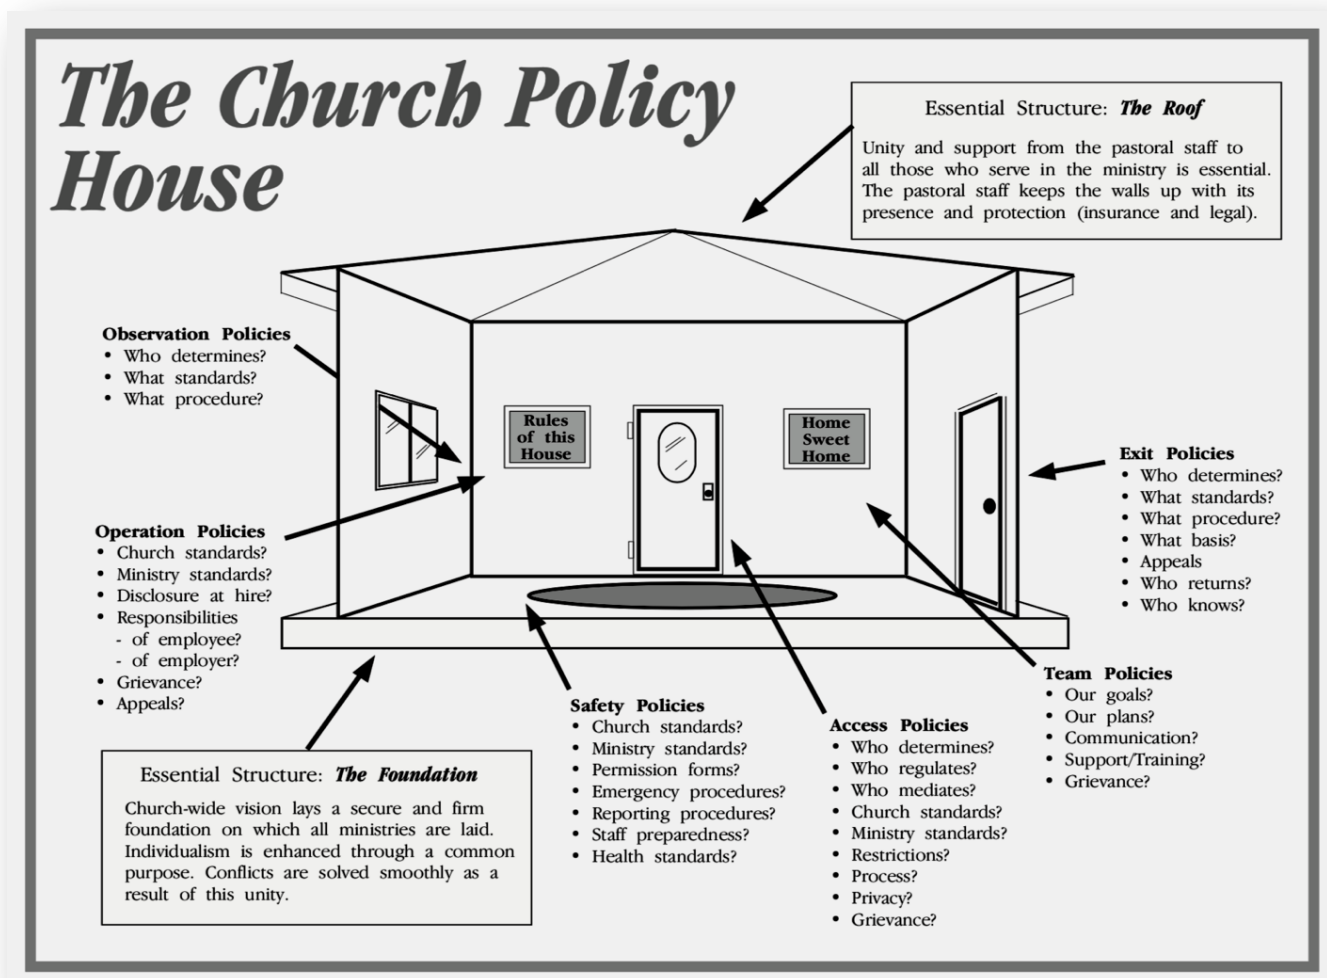 The Church Policy
House
Essential Structure: The Roof
Unity and support from the pastoral staff to
all those who serve in the ministry is essential.
The pastoral staff keeps the walls up with its
presence and protection (insurance and legal).
Observation Policies
• Who determines?
• What standards?
• What procedure?
Rules
of this
House
Home
Sweet
Home
Exit Policies
• Who determines?
• What standards?
• What procedure?
• What basis?
• Appeals
• Who returns?
• Who knows?
Operation Policies
• Church standards?
• Ministry standards?
• Disclosure at hire?
• Responsibilities
- of employee?
- of employer?
• Grievance?
• Appeals?
Team Policies
• Our goals?
• Our plans?
• Communication?
• Support/Training?
• Grievance?
Safety Policies
• Church standards?
• Ministry standards?
• Permission forms?
• Emergency procedures?
• Reporting procedures?
• Staff preparedness?
• Health standards?
Access Policies
• Who determines?
• Who regulates?
• Who mediates?
• Church standards?
• Ministry standards?
• Restrictions?
• Process?
• Privacy?
• Grievance?
Essential Structure: The Foundation
Church-wide vision lays a secure and firm
foundation on which all ministries are laid.
Individualism is enhanced through a common
purpose. Conflicts are solved smoothly as a
result of this unity.